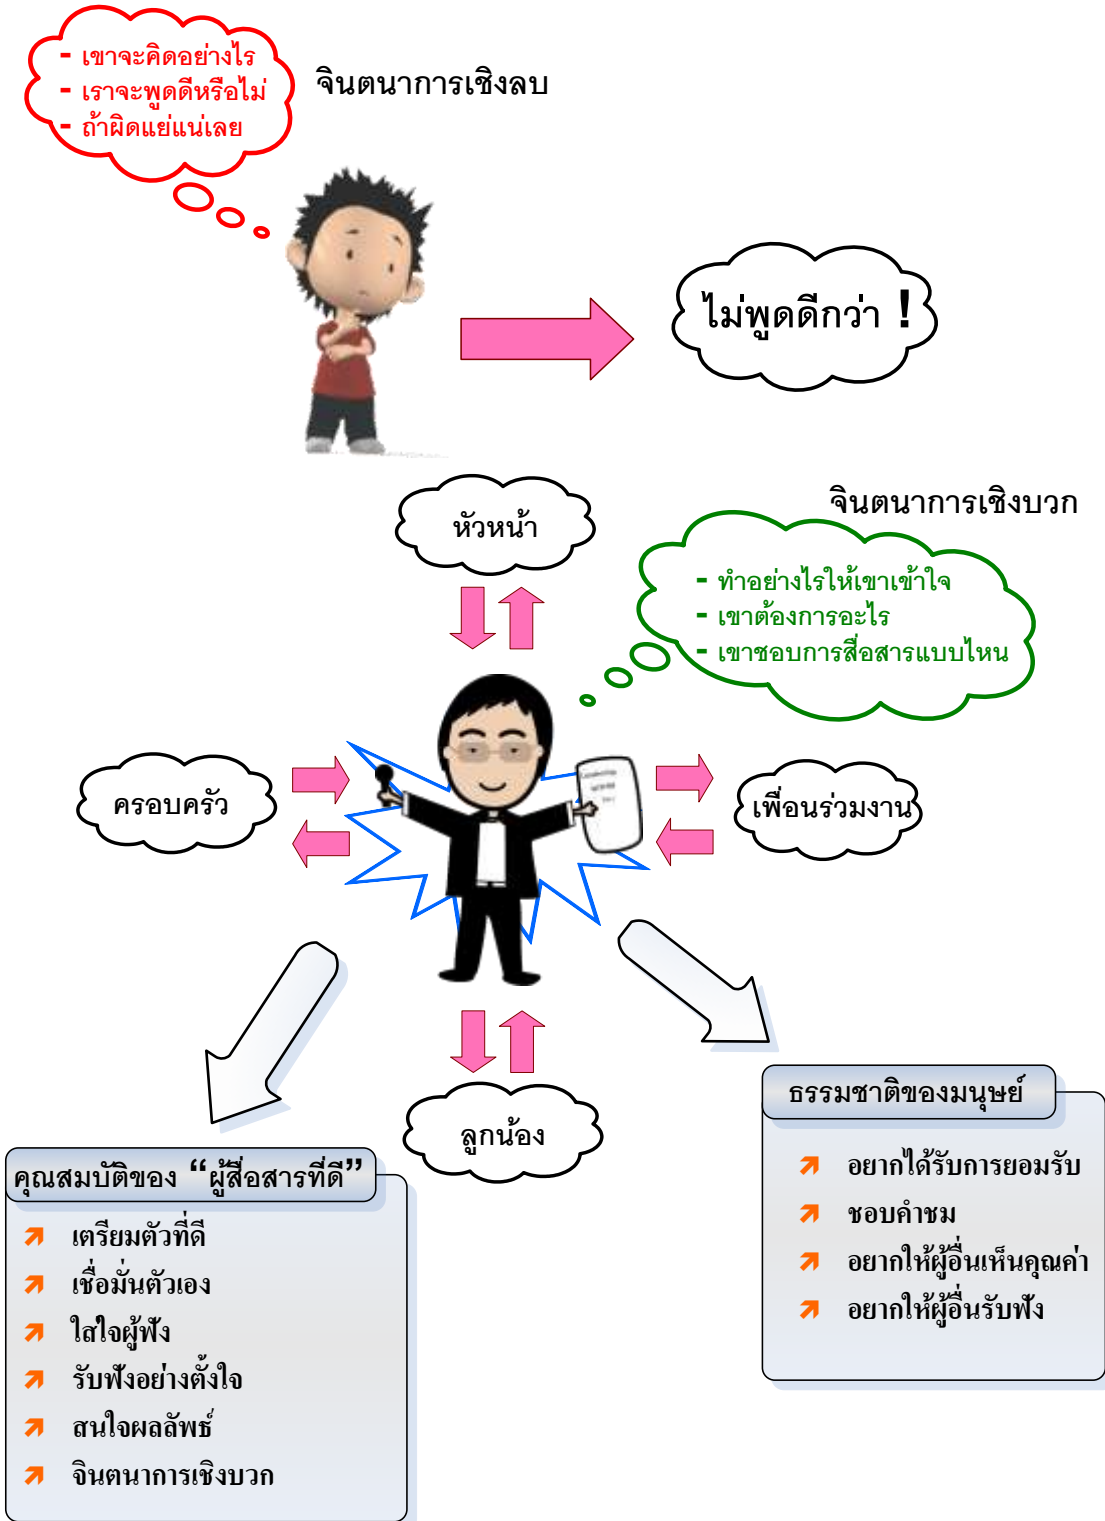 - เขาจะคิดอย่างไร
- เราจะพูดดีหรือไม่
- ถ้าผิดแย่แน่เลย
จินตนาการเชิงลบ
ไม่พูดดีกว่า !
หัวหน้า
จินตนาการเชิงบวก
- ทำอย่างไรให้เขาเข้าใจ
- เขาต้องการอะไร
- เขาชอบการสื่อสารแบบไหน
ครอบครัว
เพื่อนร่วมงาน
ลูกน้อง
คุณสมบัติของ “ผู้สื่อสารที่ดี”
เตรียมตัวที่ดี
เชื่อมั่นตัวเอง
ใสใจผู้ฟัง
รับฟังอย่างตั้งใจ
สนใจผลลัพธ์
จินตนาการเชิงบวก
ธรรมชาติของมนุษย์
อยากได้รับการยอมรับ
ชอบคำชม
อยากให้ผู้อื่นเห็นคุณค่า
อยากให้ผู้อื่นรับฟัง